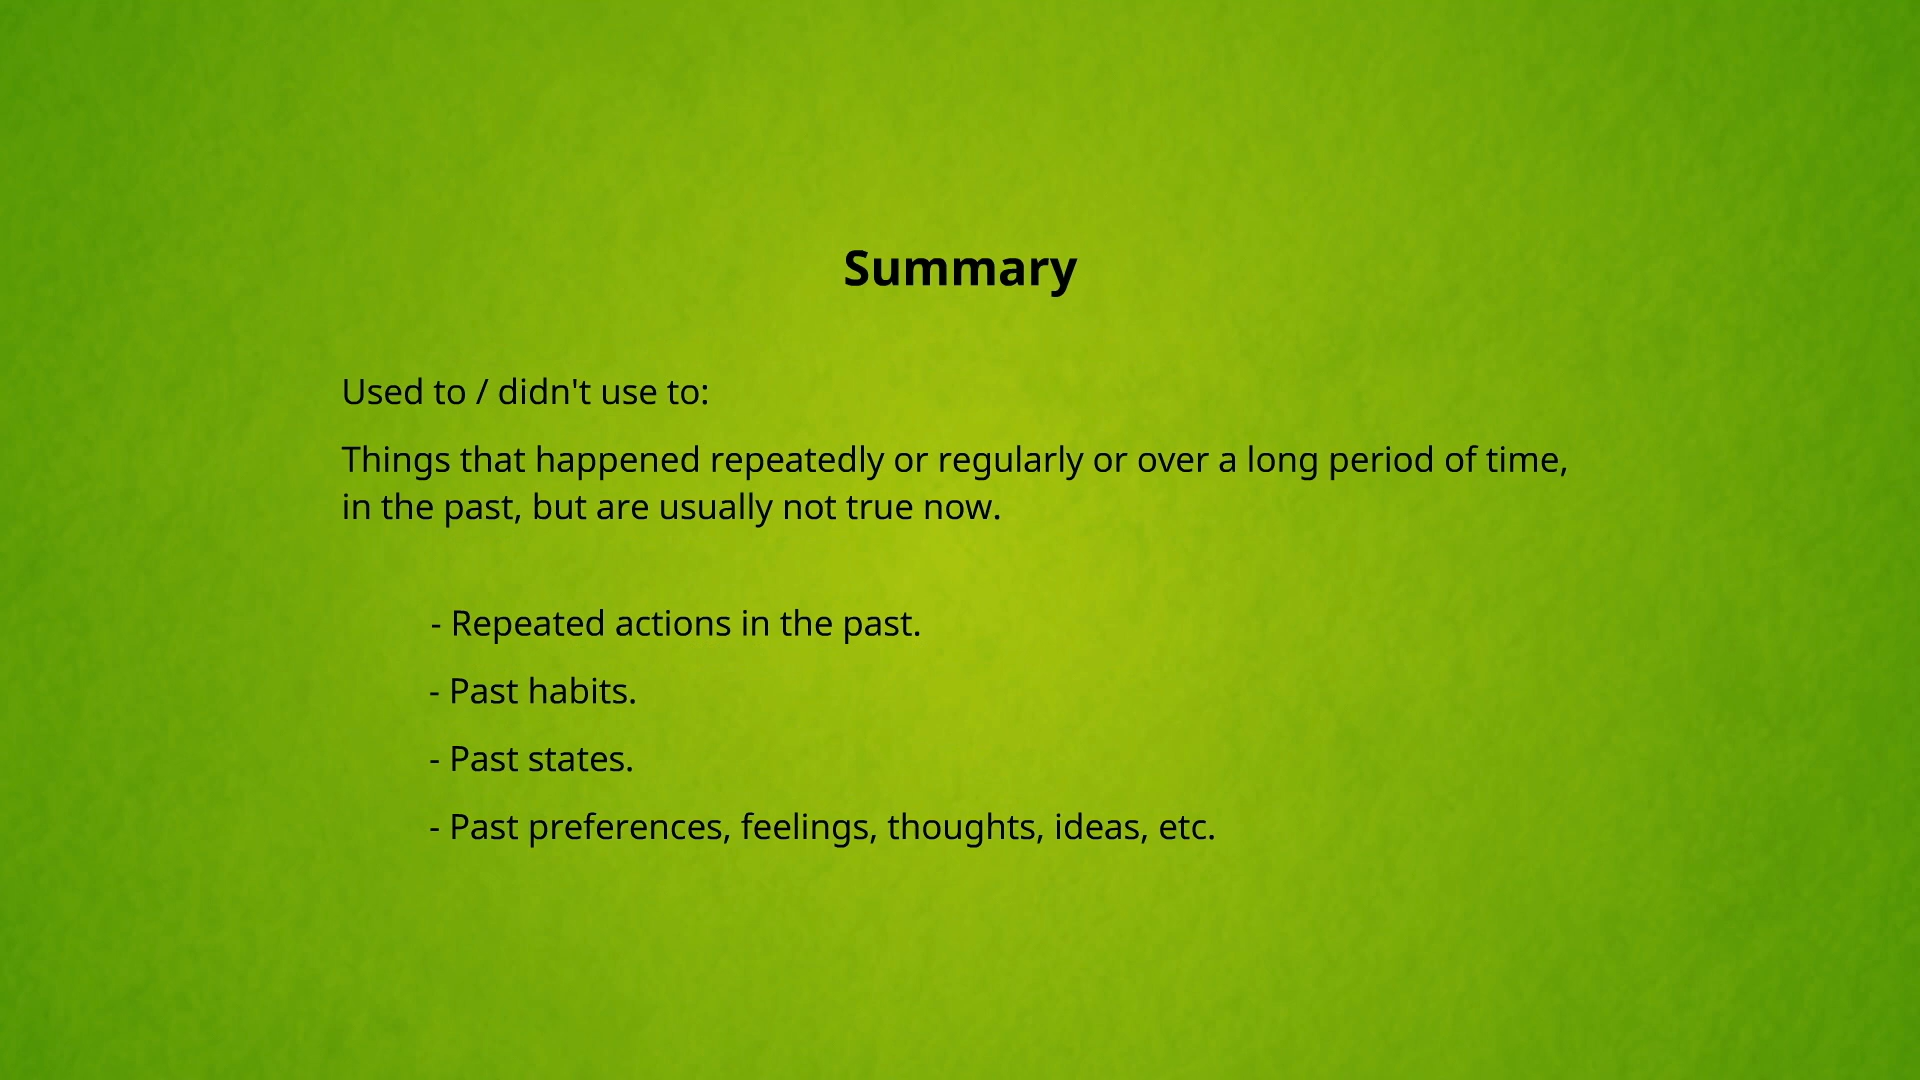 Summary
Used to / didn't use to:
Things that happened repeatedly or regularly or over a long period of time,
in the past, but are usually not true now.
- Repeated actions in the past.
- Past habits.
- Past states.
- Past preferences, feelings, thoughts, ideas, etc.